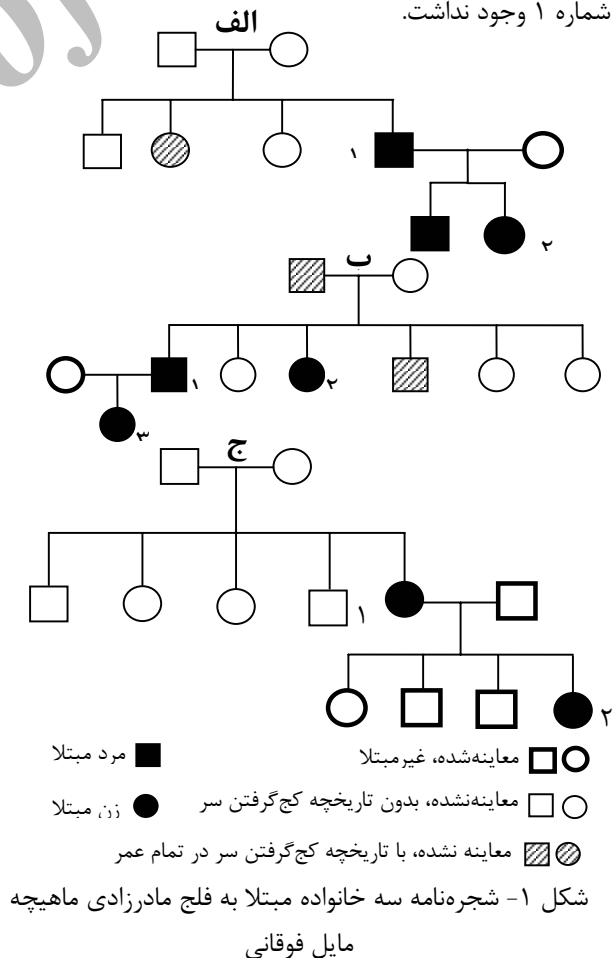 شماره ۱ وجود نداشت.
الف
۱
۲
ب
۱
۲
۳
ج
۱
۲
معاینه‌شده، غیرمبتلا
مرد مبتلا
معاینه‌نشده، بدون تاریخچه کج‌گرفتن سر
زن مبتلا
معاینه نشده، با تاریخچه کج‌گرفتن سر در تمام عمر
شکل ۱- شجره‌نامه سه خانواده مبتلا به فلج مادرزادی ماهیچه
مایل فوقانی